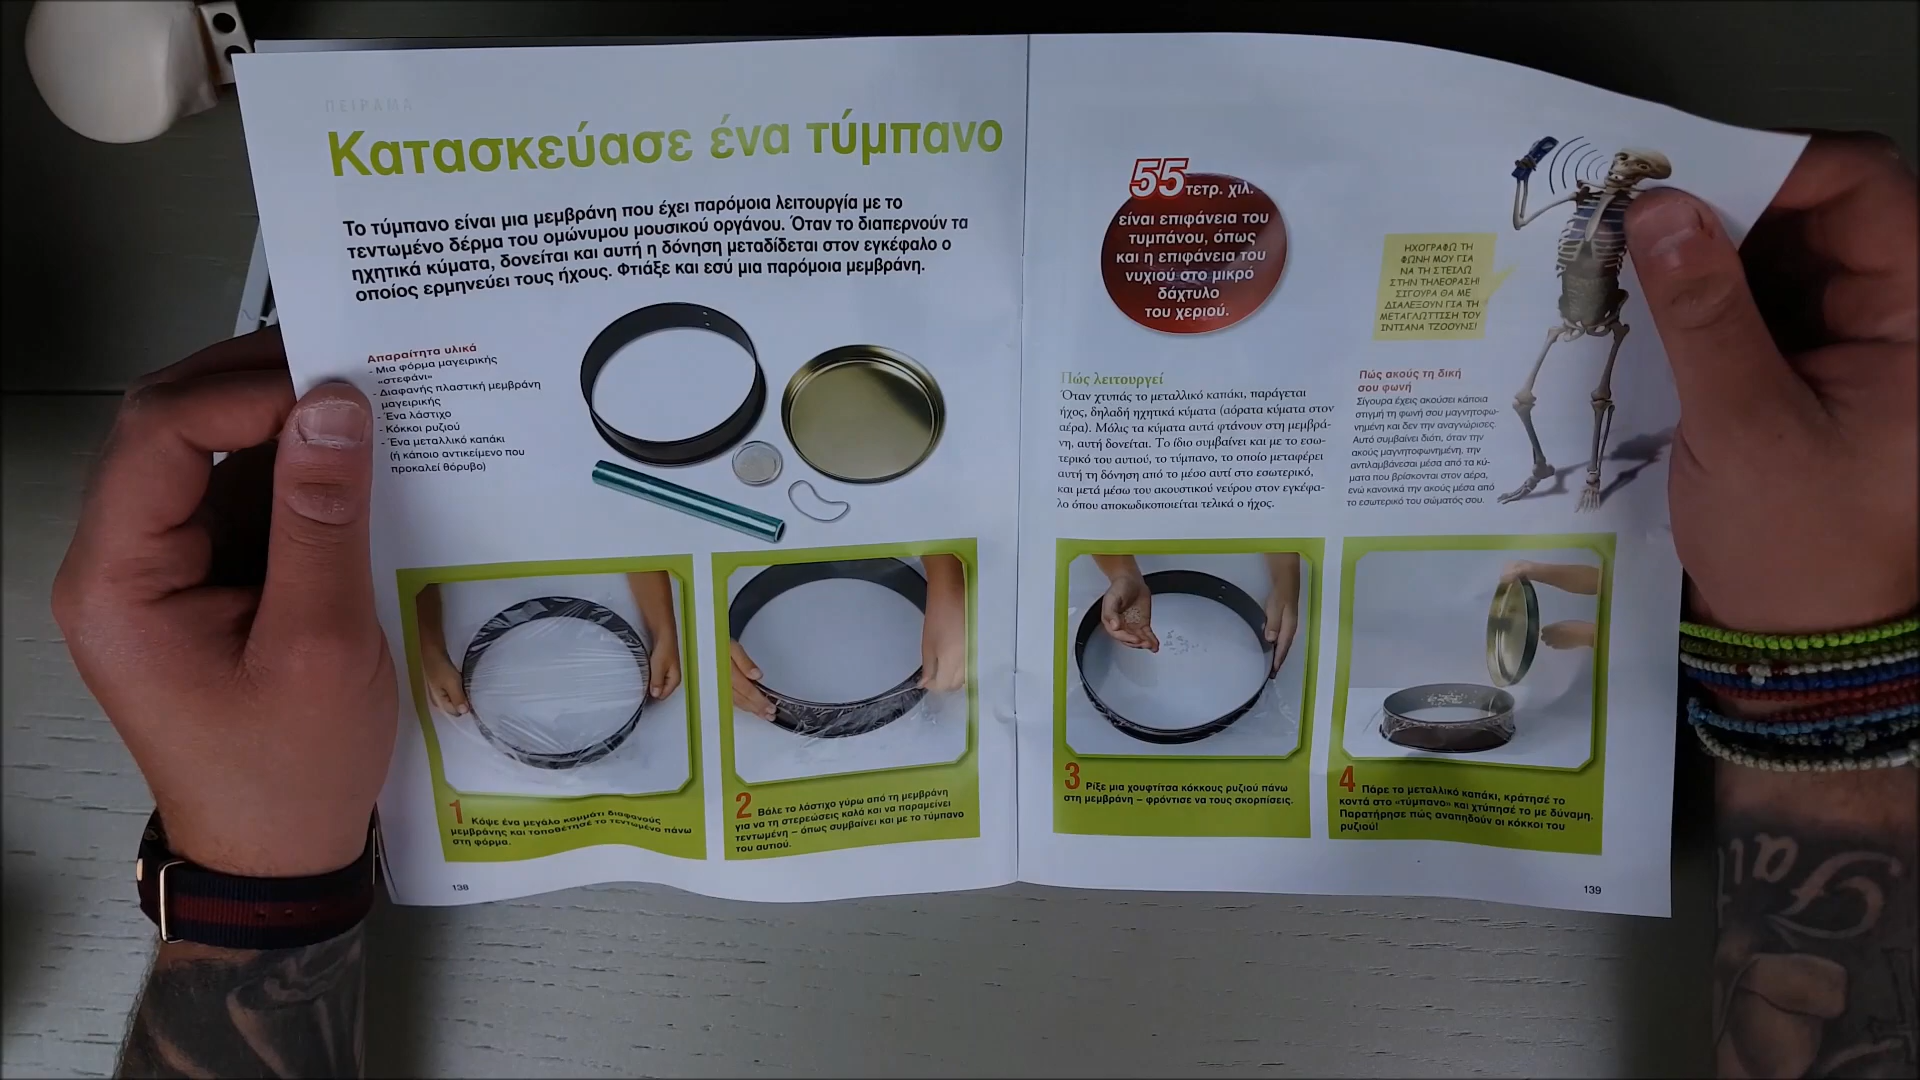 ΠΕΙΡΑΜΑ
Κατασκεύασε ένα τύμπανο
Το τύμπανο είναι μια μεμβράνη που έχει παρόμοια λειτουργία με το
τεντωμένο δέρμα του ομώνυμου μουσικού οργάνου. Όταν το διαπερνούν τα
ηχητικά κύματα, δονείται και αυτή η δόνηση μεταδίδεται στον εγκέφαλο ο
οποίος ερμηνεύει τους ήχους. Φτιάξε και εσύ μια παρόμοια μεμβράνη.
Απαραίτητα υλικά
- Μια φόρμα μαγειρικής
«στεφάνι»
- Διαφανής πλαστική μεμβράνη
μαγειρικής
- Ένα λάστιχο
- Κόκκοι ρυζιού
- Ένα μεταλλικό καπάκι
(ή κάποιο αντικείμενο που
προκαλεί θόρυβο)
1 Κόψε ένα μεγάλο κομμάτι διαφανούς
μεμβράνης και τοποθέτησέ το τεντωμένο πάνω
στη φόρμα.
2 Βάλε το λάστιχο γύρω από τη μεμβράνη
για να τη στερεώσεις καλά και να παραμείνει
τεντωμένη – όπως συμβαίνει και με το τύμπανο
του αυτιού.
138
55 τετρ. χιλ.
είναι επιφάνεια του
τυμπάνου, όπως
και η επιφάνεια του
νυχιού στο μικρό
δάχτυλο
του χεριού.
ΗΧΟΓΡΑΦΩ ΤΗ
ΦΩΝΗ ΜΟΥ ΓΙΑ
ΝΑ ΤΗ ΣΤΕΙΛΩ
ΣΤΗΝ ΤΗΛΕΟΡΑΣΗ!
ΣΙΓΟΥΡΑ ΘΑ ΜΕ
ΔΙΑΛΕΞΟΥΝ ΓΙΑ ΤΗ
ΜΕΤΑΓΛΩΤΤΙΣΗ ΤΟΥ
ΙΝΤΙΑΝΑ ΤΖΟΟΥΝΣ!
Πώς λειτουργεί
Όταν χτυπάς το μεταλλικό καπάκι, παράγεται
ήχος, δηλαδή ηχητικά κύματα (αόρατα κύματα στον
αέρα). Μόλις τα κύματα αυτά φτάνουν στη μεμβρά-
νη, αυτή δονείται. Το ίδιο συμβαίνει και με το εσω-
τερικό του αυτιού, το τύμπανο, το οποίο μεταφέρει
αυτή τη δόνηση από το μέσο αυτί στο εσωτερικό,
και μετά μέσω του ακουστικού νεύρου στον εγκέφα-
λο όπου αποκωδικοποιείται τελικά ο ήχος.
Πώς ακούς τη δική
σου φωνή
Σίγουρα έχεις ακούσει κάποια
στιγμή τη φωνή σου μαγνητοφω-
νημένη και δεν την αναγνώρισες.
Αυτό συμβαίνει διότι, όταν την
ακούς μαγνητοφωνημένη, την
αντιλαμβάνεσαι μέσα από τα κύ-
ματα που βρίσκονται στον αέρα,
ενώ κανονικά την ακούς μέσα από
το εσωτερικό του σώματός σου.
3 Ρίξε μια χουφτίτσα κόκκους ρυζιού πάνω
στη μεμβράνη – φρόντισε να τους σκορπίσεις.
4 Πάρε το μεταλλικό καπάκι, κράτησέ το
κοντά στο «τύμπανο» και χτύπησέ το με δύναμη.
Παρατήρησε πώς αναπηδούν οι κόκκοι του
ρυζιού!
139